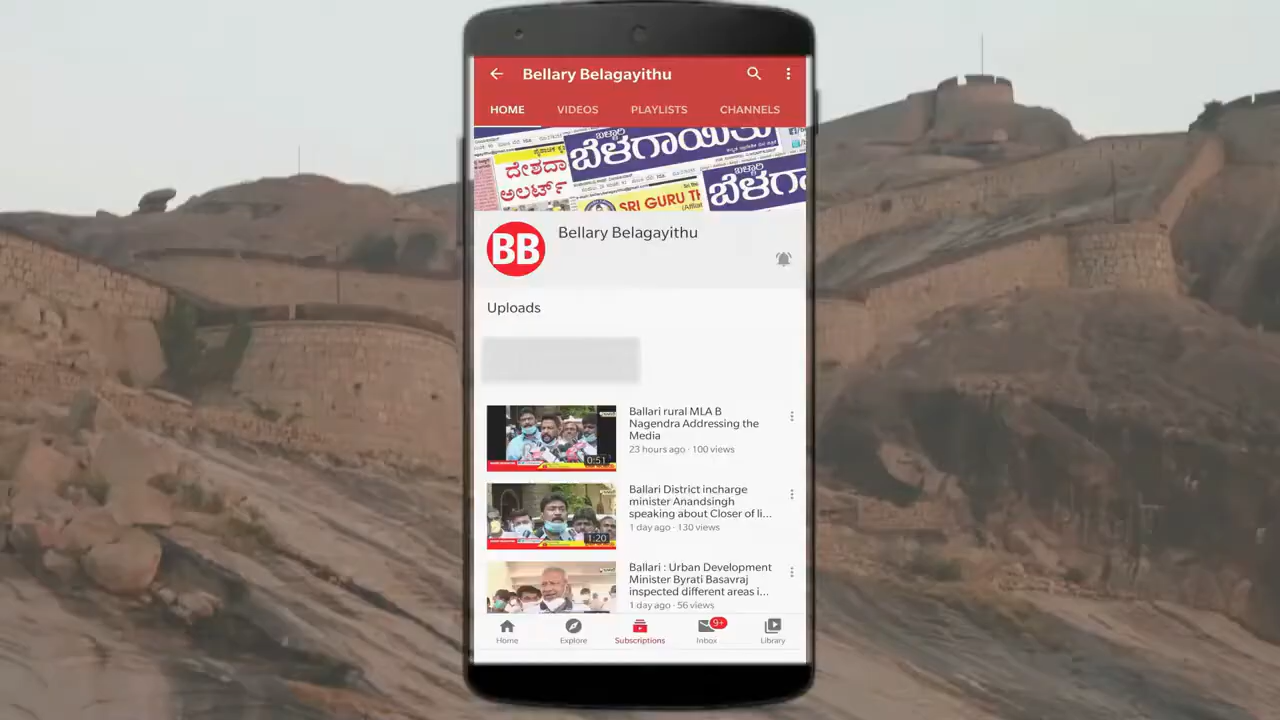 Bellary Belagayithu
HOME VIDEOS PLAYLISTS CHANNELS
ಬಳ್ಳಾರಿ
ಬೆಳಗಾಯಿತು
ದೇಶದಾ
ಅಲರ್ಟ್
SRI GURU TH
ಬೆಳಗಾ
BB
Bellary Belagayithu
Uploads
Ballari rural MLA B
Nagendra Addressing the
Media
23 hours ago · 100 views
0:51
Ballari District incharge
minister Anandsingh
speaking about Closer of li...
1 day ago · 130 views
1:20
Ballari : Urban Development
Minister Byrati Basavraj
inspected different areas i...
1 day ago · 56 views
9+
Home Explore Subscriptions Inbox Library